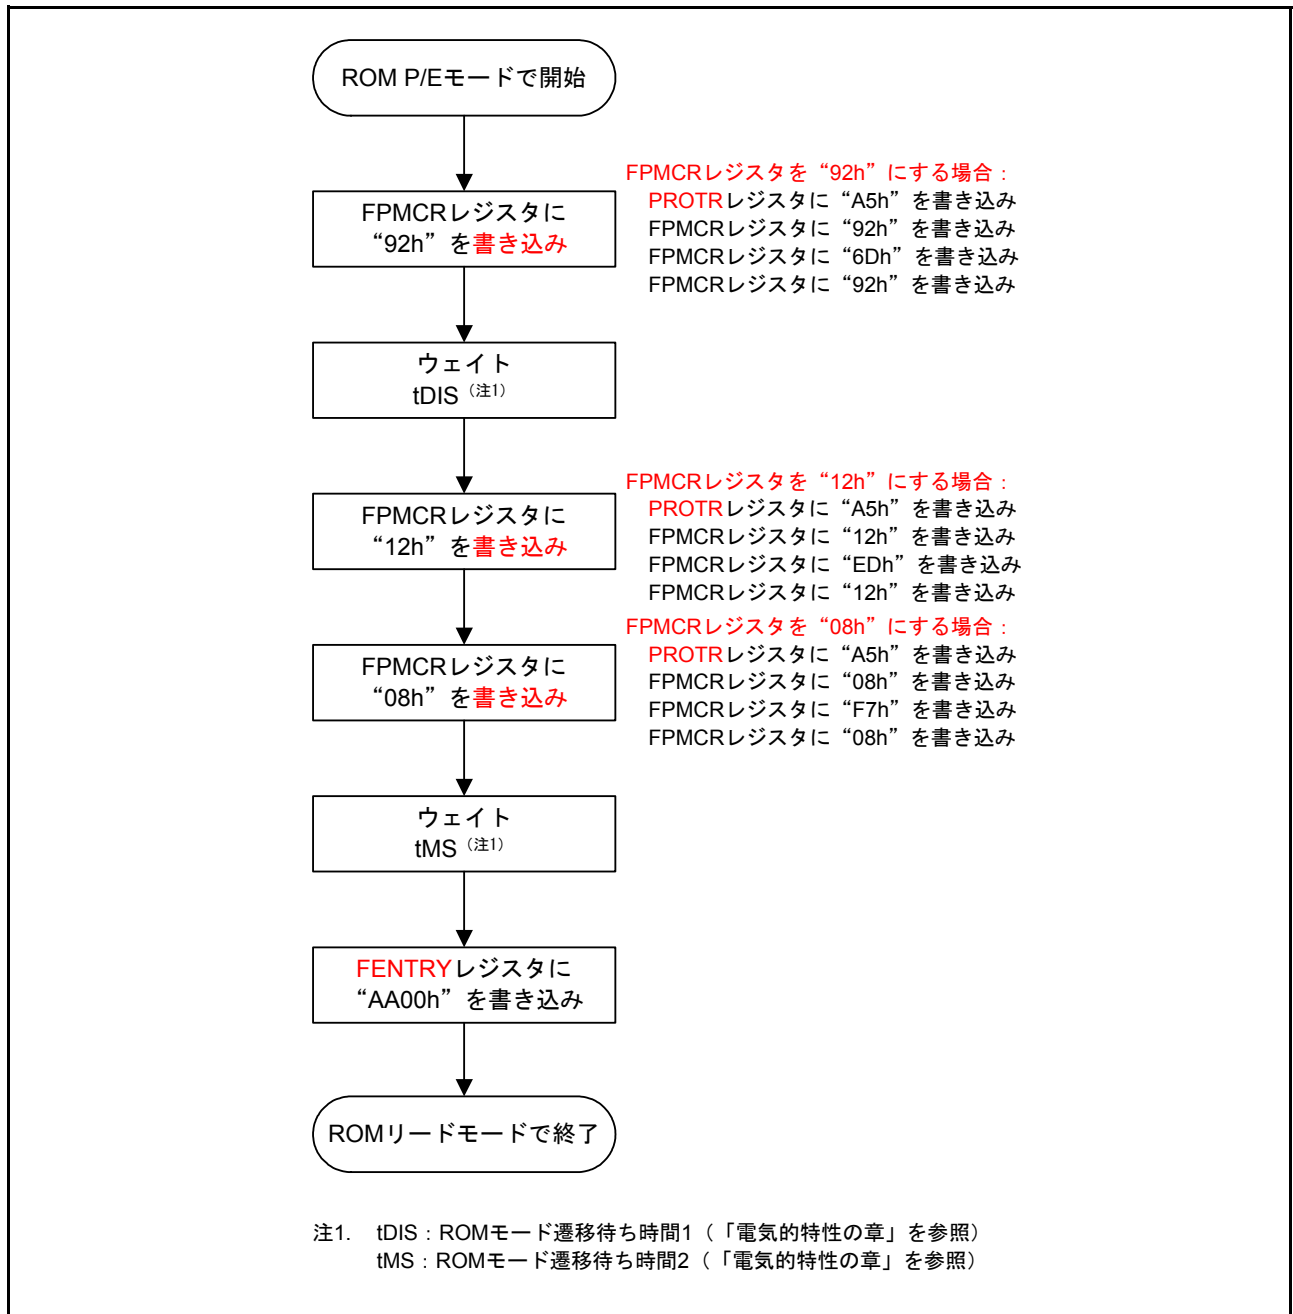 ROM P/Eモードで開始
FPMCRレジスタに
“92h”を書き込み
FPMCRレジスタを“92h”にする場合：
PROTRレジスタに“A5h”を書き込み
FPMCRレジスタに“92h”を書き込み
FPMCRレジスタに“6Dh”を書き込み
FPMCRレジスタに“92h”を書き込み
ウェイト
tDIS（注1）
FPMCRレジスタに
“12h”を書き込み
FPMCRレジスタを“12h”にする場合：
PROTRレジスタに“A5h”を書き込み
FPMCRレジスタに“12h”を書き込み
FPMCRレジスタに“EDh”を書き込み
FPMCRレジスタに“12h”を書き込み
FPMCRレジスタに
“08h”を書き込み
FPMCRレジスタを“08h”にする場合：
PROTRレジスタに“A5h”を書き込み
FPMCRレジスタに“08h”を書き込み
FPMCRレジスタに“F7h”を書き込み
FPMCRレジスタに“08h”を書き込み
ウェイト
tMS（注1）
FENTRYレジスタに
“AA00h”を書き込み
ROMリードモードで終了
注1. tDIS：ROMモード遷移待ち時間1（「電気的特性の章」を参照）
tMS：ROMモード遷移待ち時間2（「電気的特性の章」を参照）